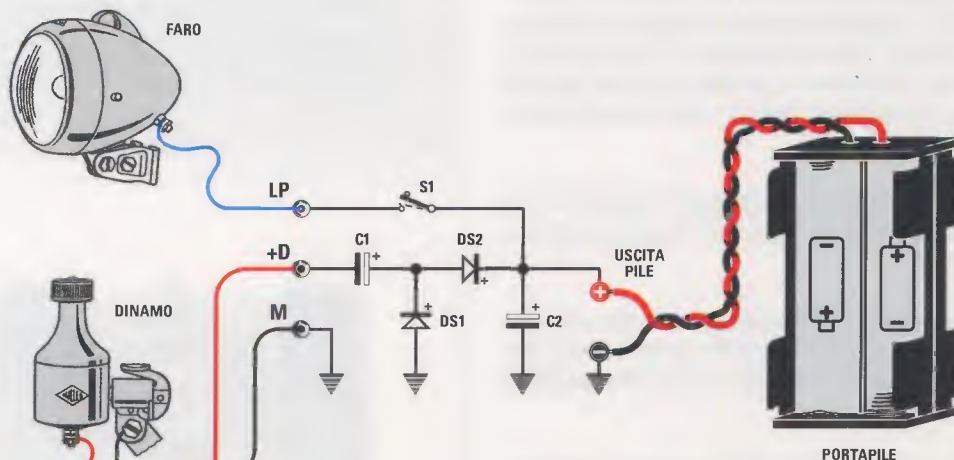 FARO
LP
S1
+D
C1
DS2
USCITA
PILE
+
+
+
DINAMO
M
+
DS1
+
C2
+
-
-
+
+
-
PORTAPILE